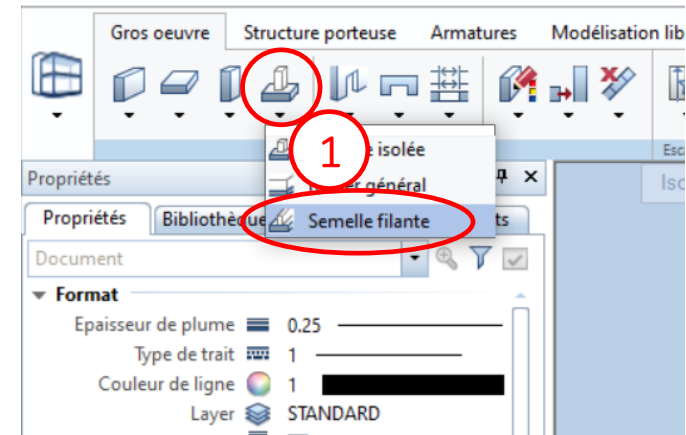 Gros oeuvre Structure porteuse Armatures Modélisation lib
1
e isolée
Esc
Propriétés
général
Iso
Propriétés Bibliothèque ts
Semelle filante
Document
Format
Epaisseur de plume 0.25
Type de trait 1
Couleur de ligne 1
Layer STANDARD